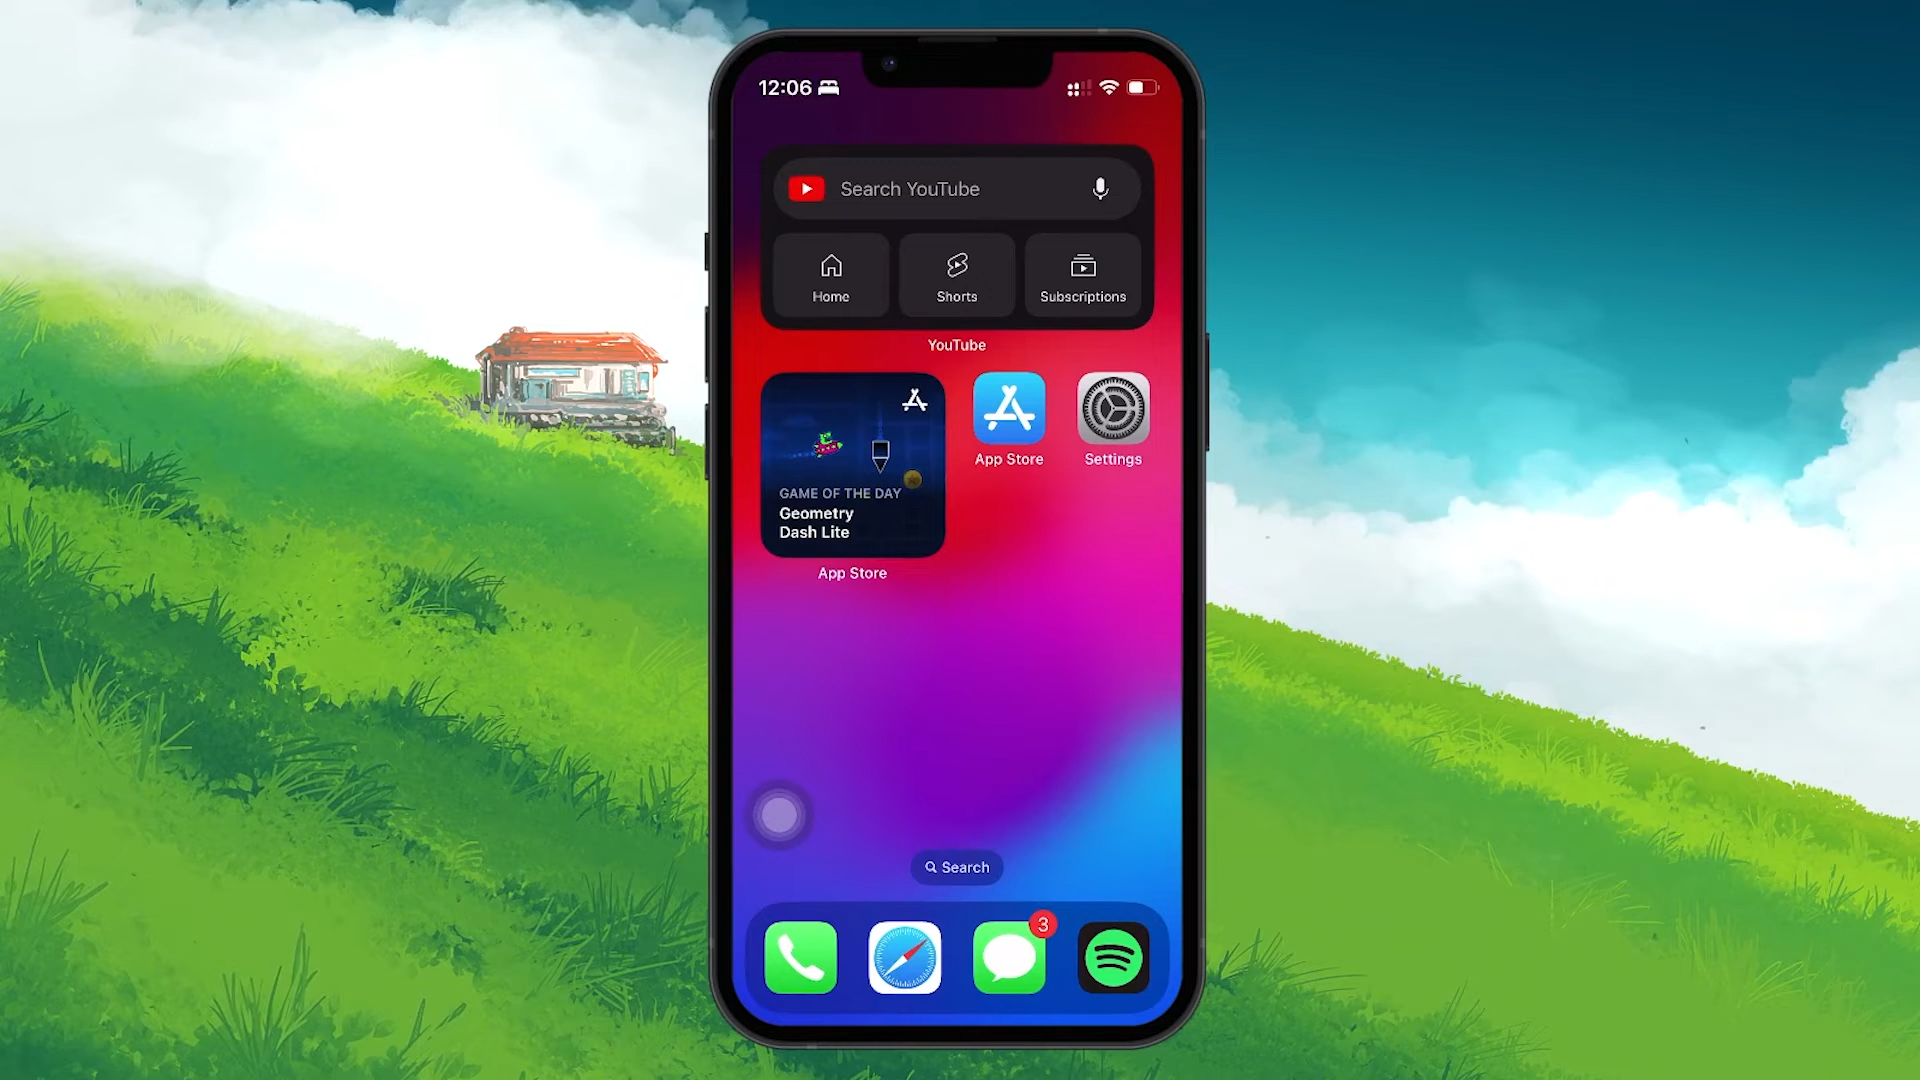 12:06
Search YouTube
Home
Shorts
Subscriptions
YouTube
GAME OF THE DAY
Geometry
Dash Lite
App Store
App Store
Settings
Search
3